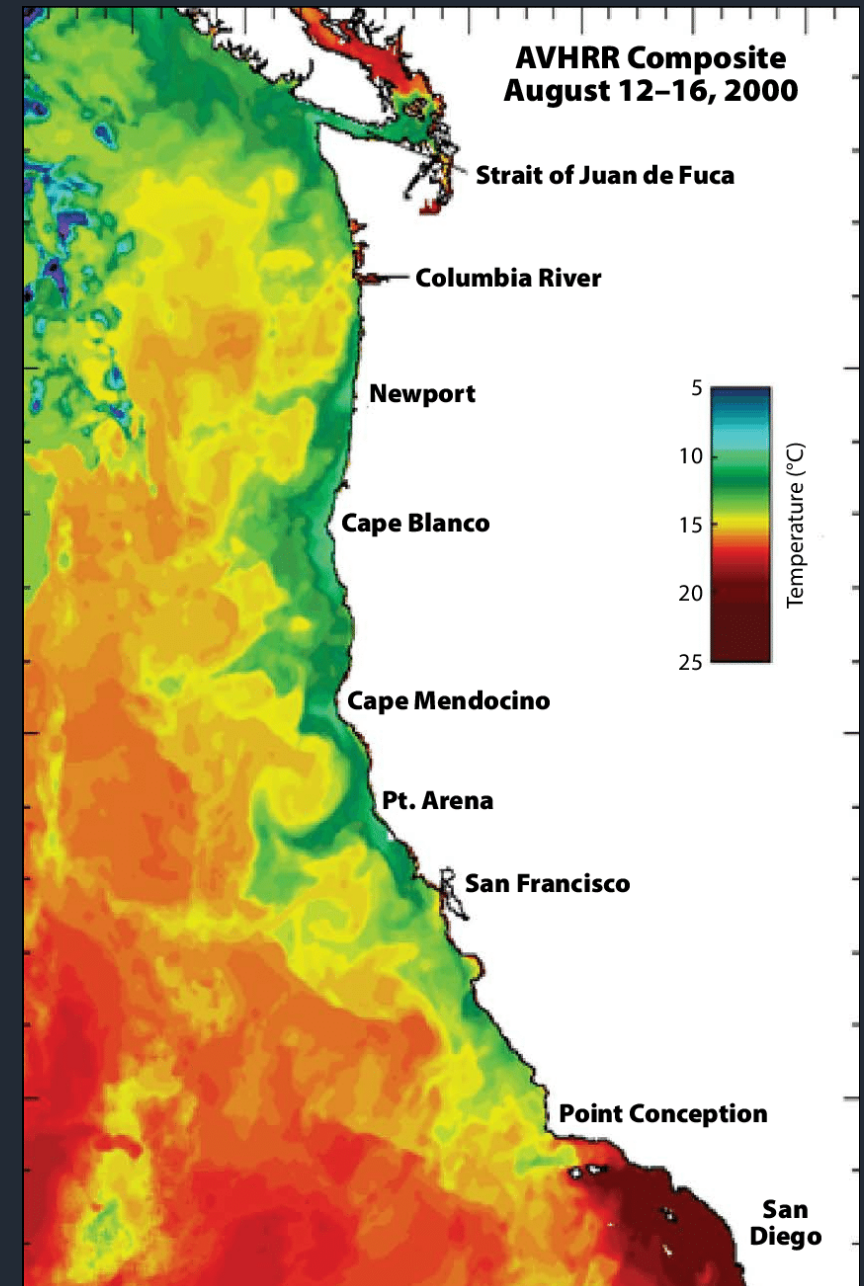 AVHRR Composite
August 12–16, 2000
Strait of Juan de Fuca
Columbia River
Newport
5
10
15
20
25
Temperature (°C)
Cape Blanco
Cape Mendocino
Pt. Arena
San Francisco
Point Conception
San
Diego